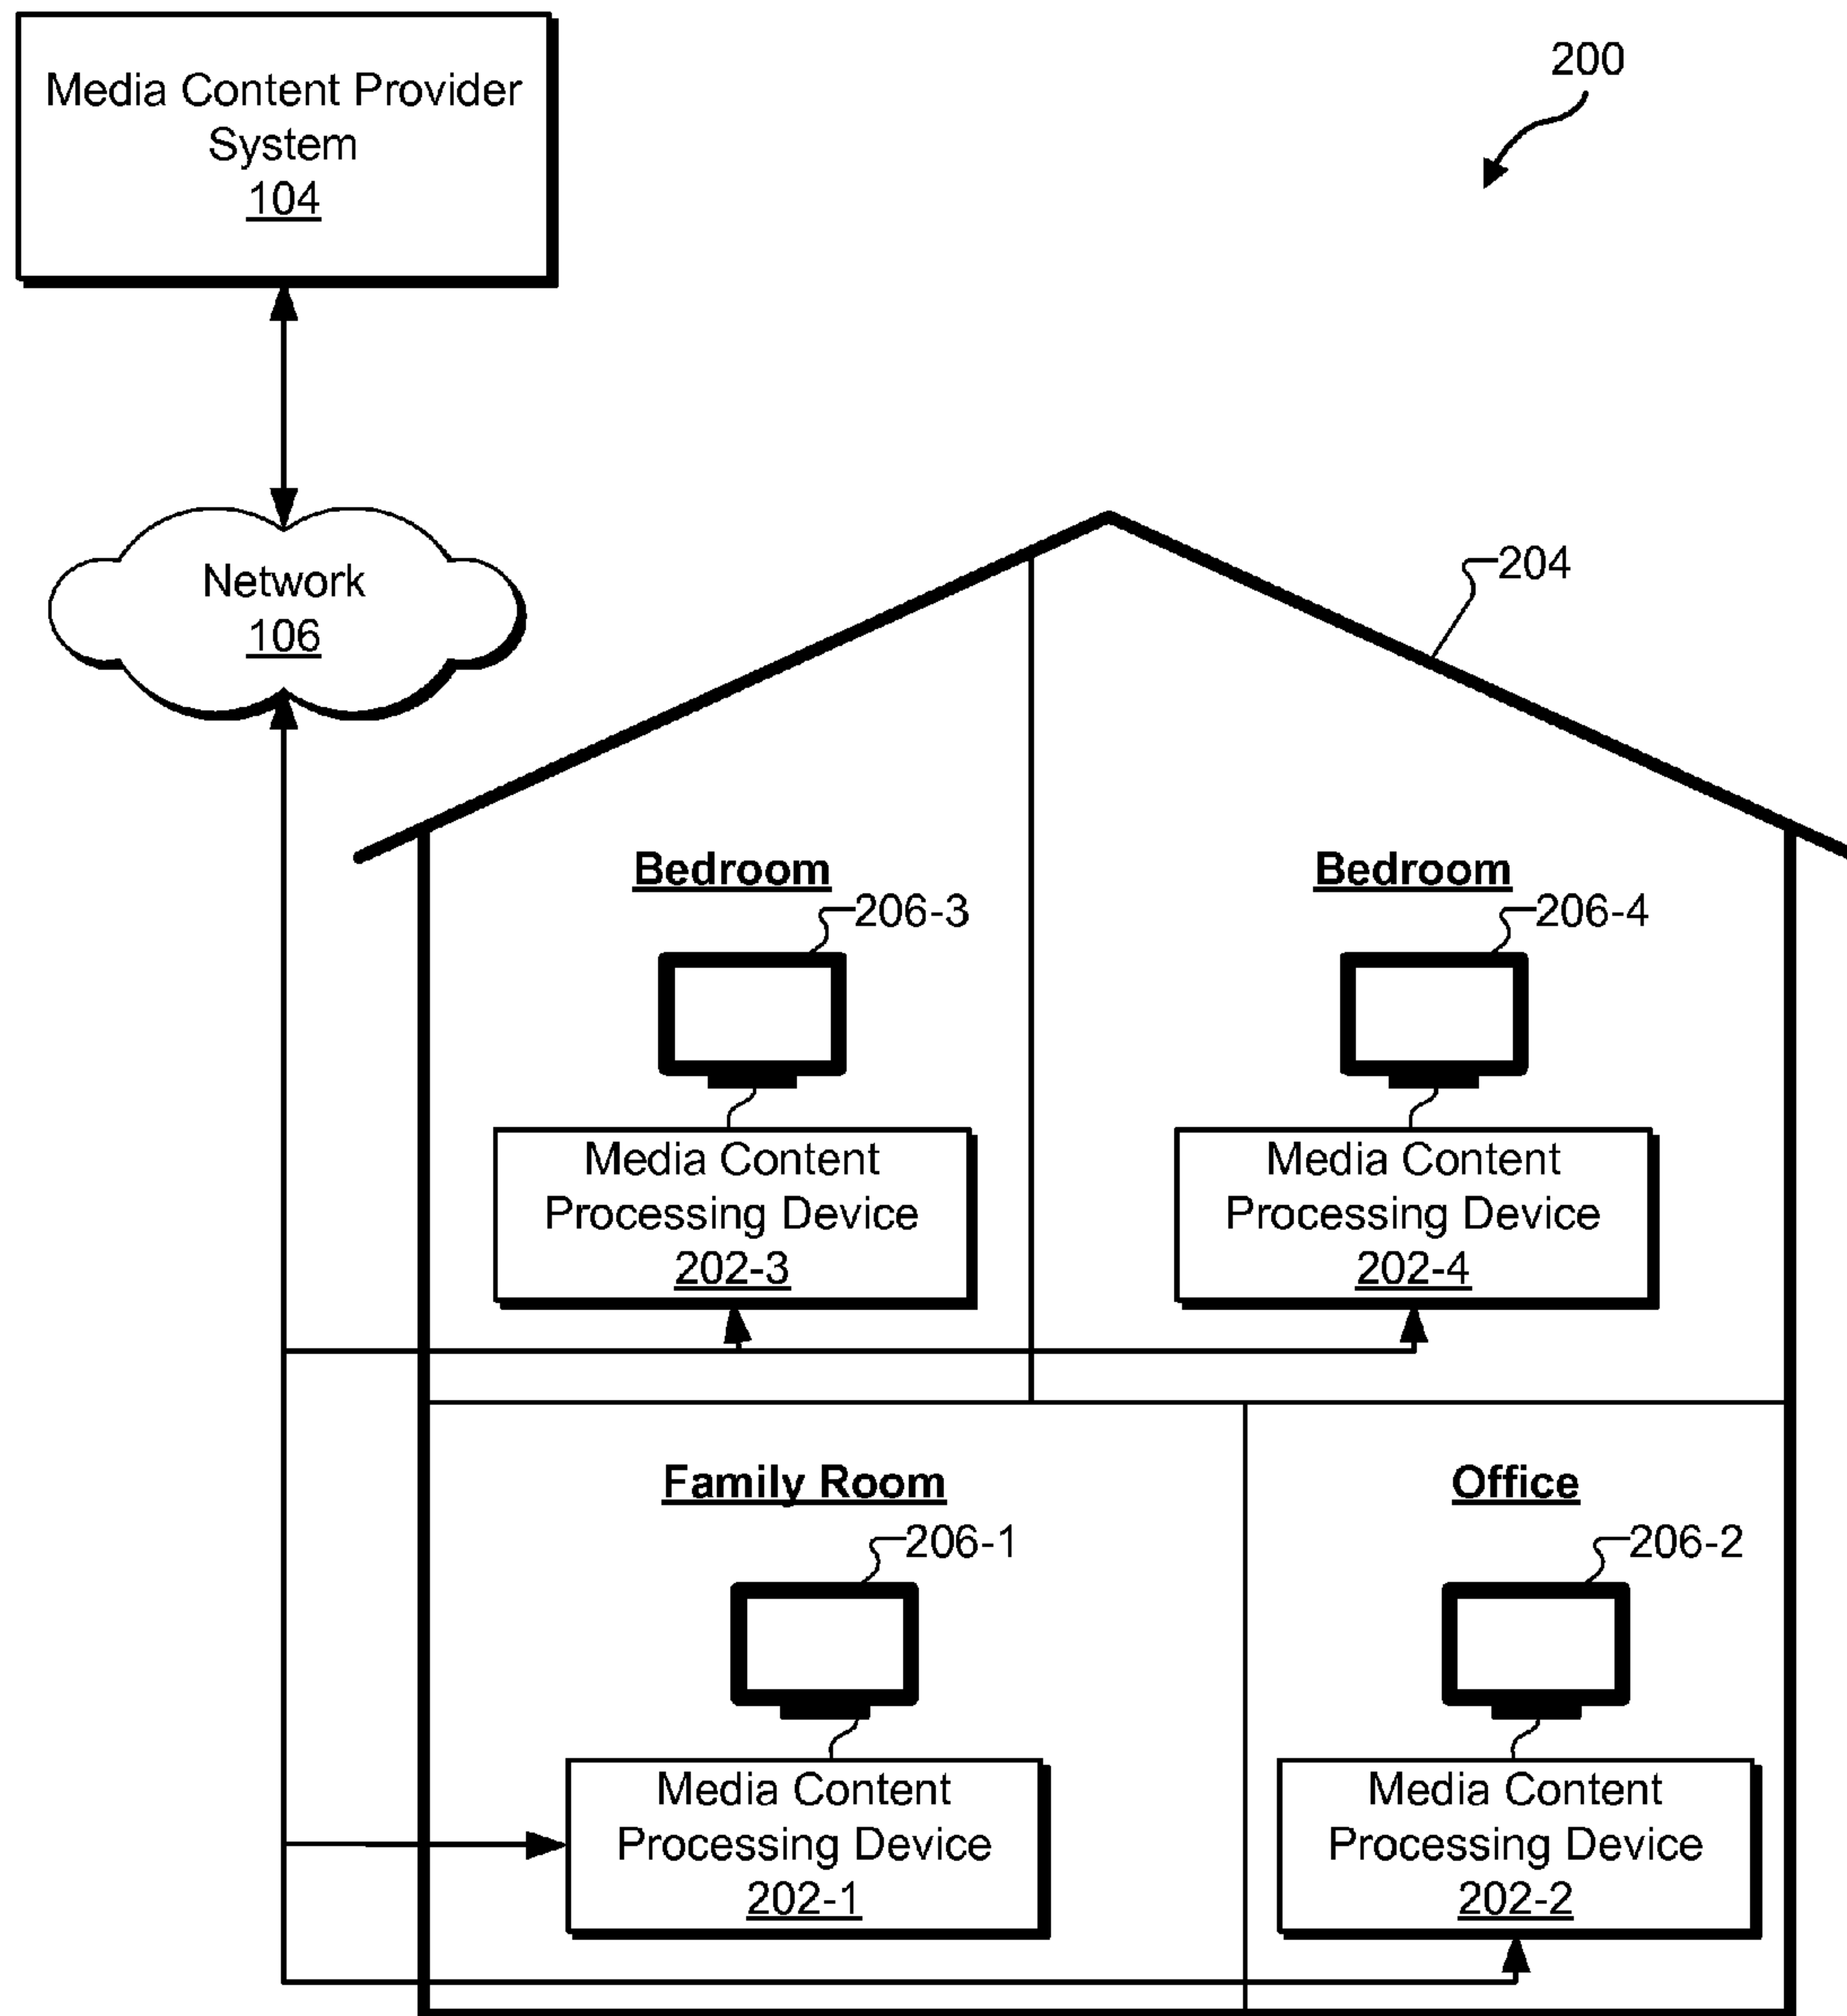 Media Content Provider
System
104
200
Network
106
204
Bedroom
206-3
Media Content
Processing Device
202-3
Bedroom
206-4
Media Content
Processing Device
202-4
Family Room
206-1
Media Content
Processing Device
202-1
Office
206-2
Media Content
Processing Device
202-2